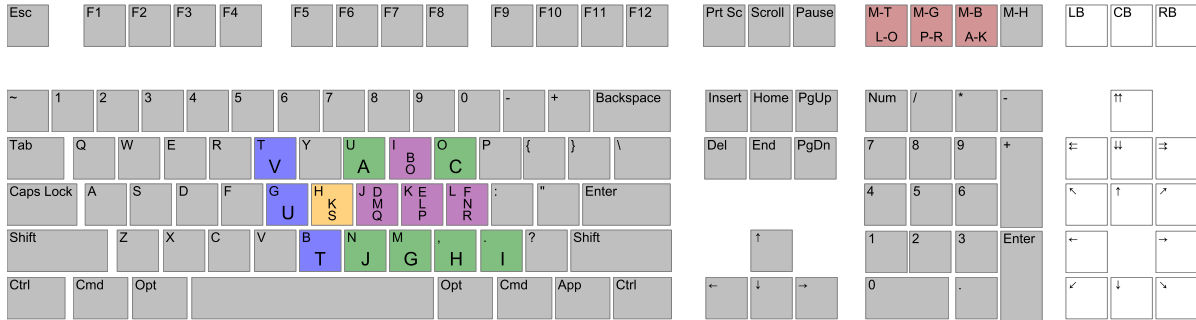 Esc F1 F2 F3 F4 F5 F6 F7 F8 F9 F10 F11 F12 Prt Sc Scroll Pause M-T M-G M-B M-H LB CB RB
L-O P-R A-K
~ 1 2 3 4 5 6 7 8 9 0 - + Backspace Insert Home PgUp Num / * - ⇈
Tab Q W E R T Y U I O P { } \ Del End PgDn 7 8 9 + ⇇ ⇊ ⇉
V A B O C
Caps Lock A S D F G H J K L : " Enter 4 5 6 ↖ ↑ ↗
U K S D M Q E L P F N R
Shift Z X C V B N M , . ? Shift ↑ 1 2 3 Enter ← →
T J G H I
Ctrl Cmd Opt Opt Cmd App Ctrl ← ↓ → 0 . ↙ ↓ ↘